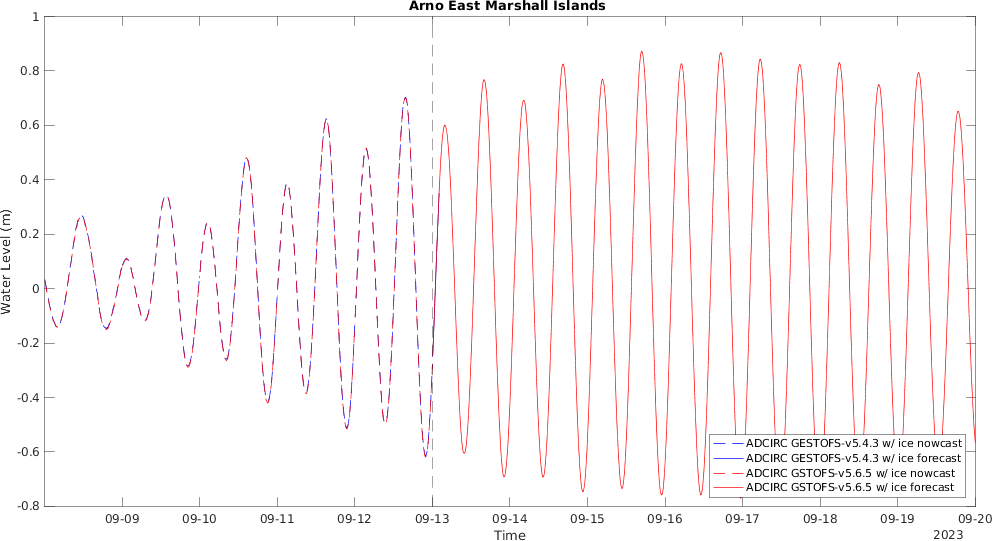 Arno East Marshall Islands
1
0.8
0.6
0.4
0.2
0
-0.2
-0.4
-0.6
-0.8
Water Level (m)
09-09 09-10 09-11 09-12 09-13 09-14 09-15 09-16 09-17 09-18 09-19 09-20
Time
2023
ADCIRC GESTOFS-v5.4.3 w/ ice nowcast
ADCIRC GESTOFS-v5.4.3 w/ ice forecast
ADCIRC GSTOFS-v5.6.5 w/ ice nowcast
ADCIRC GSTOFS-v5.6.5 w/ ice forecast